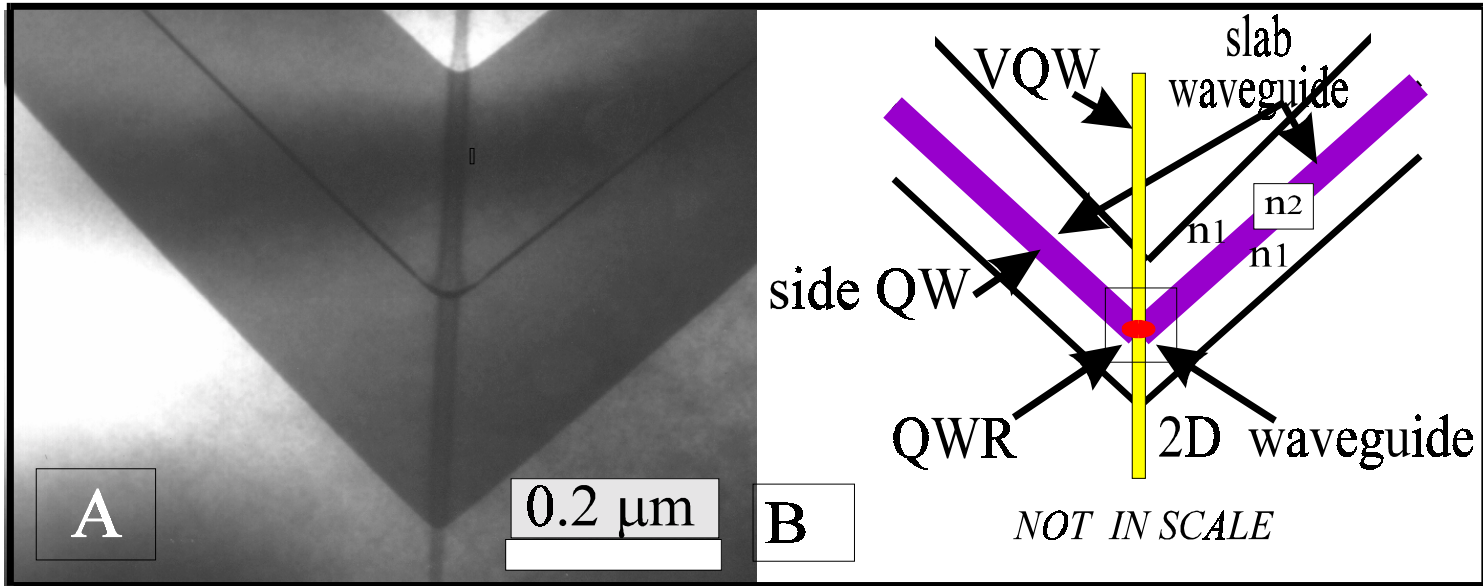 A
0.2 μm
VQW
slab
waveguide
n2
n1
n1
side QW
QWR
2D waveguide
B
NOT IN SCALE